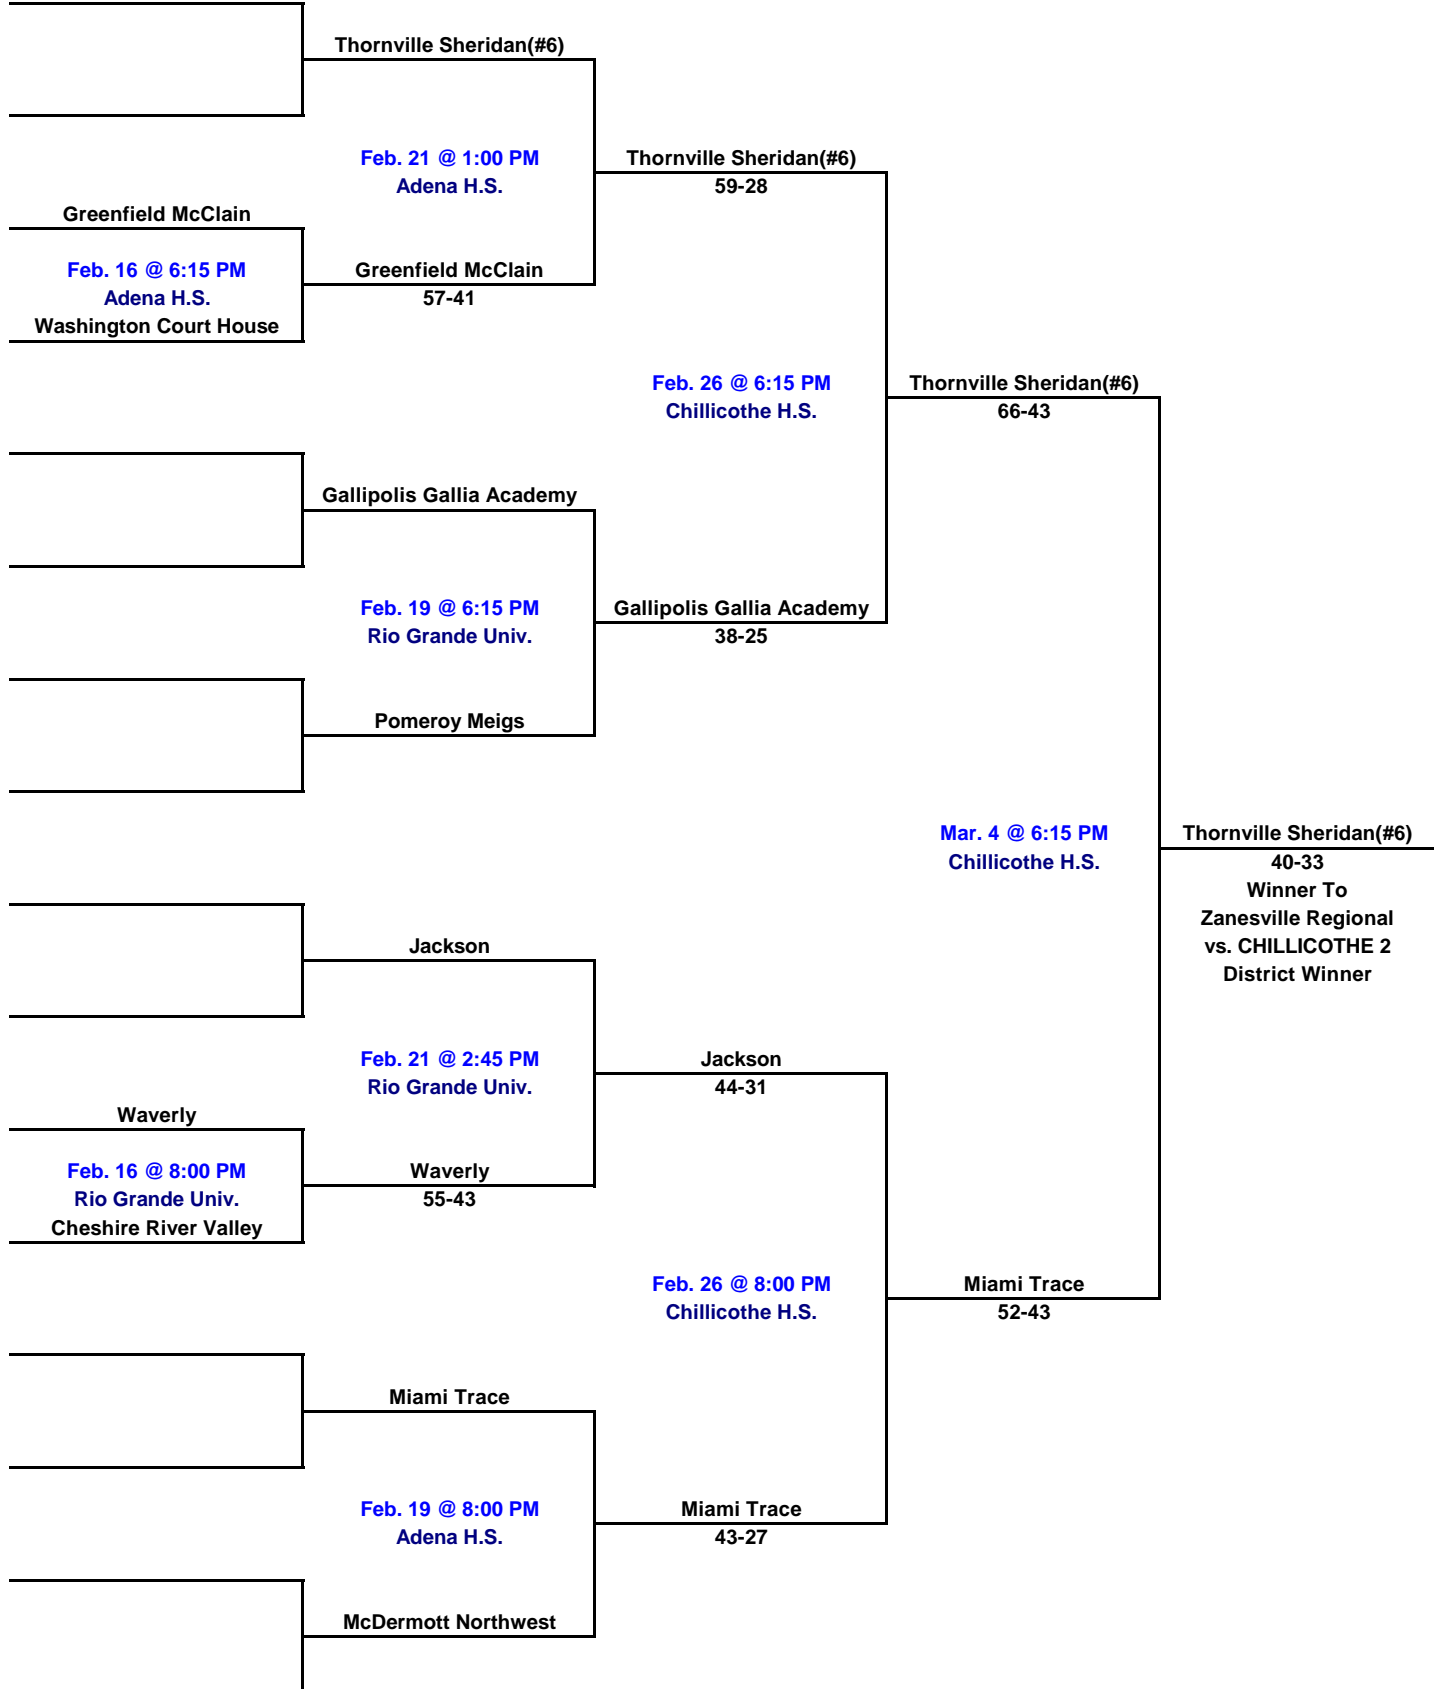 Thornville Sheridan(#6)
Feb. 21 @ 1:00 PM
Adena H.S.
Thornville Sheridan(#6)
59-28
Greenfield McClain
Feb. 16 @ 6:15 PM
Adena H.S.
Washington Court House
Greenfield McClain
57-41
Feb. 26 @ 6:15 PM
Chillicothe H.S.
Thornville Sheridan(#6)
66-43
Gallipolis Gallia Academy
Feb. 19 @ 6:15 PM
Rio Grande Univ.
Gallipolis Gallia Academy
38-25
Pomeroy Meigs
Mar. 4 @ 6:15 PM
Chillicothe H.S.
Thornville Sheridan(#6)
40-33
Winner To
Zanesville Regional
vs. CHILLICOTHE 2
District Winner
Jackson
Feb. 21 @ 2:45 PM
Rio Grande Univ.
Jackson
44-31
Waverly
Feb. 16 @ 8:00 PM
Rio Grande Univ.
Cheshire River Valley
Waverly
55-43
Feb. 26 @ 8:00 PM
Chillicothe H.S.
Miami Trace
52-43
Miami Trace
Feb. 19 @ 8:00 PM
Adena H.S.
Miami Trace
43-27
McDermott Northwest